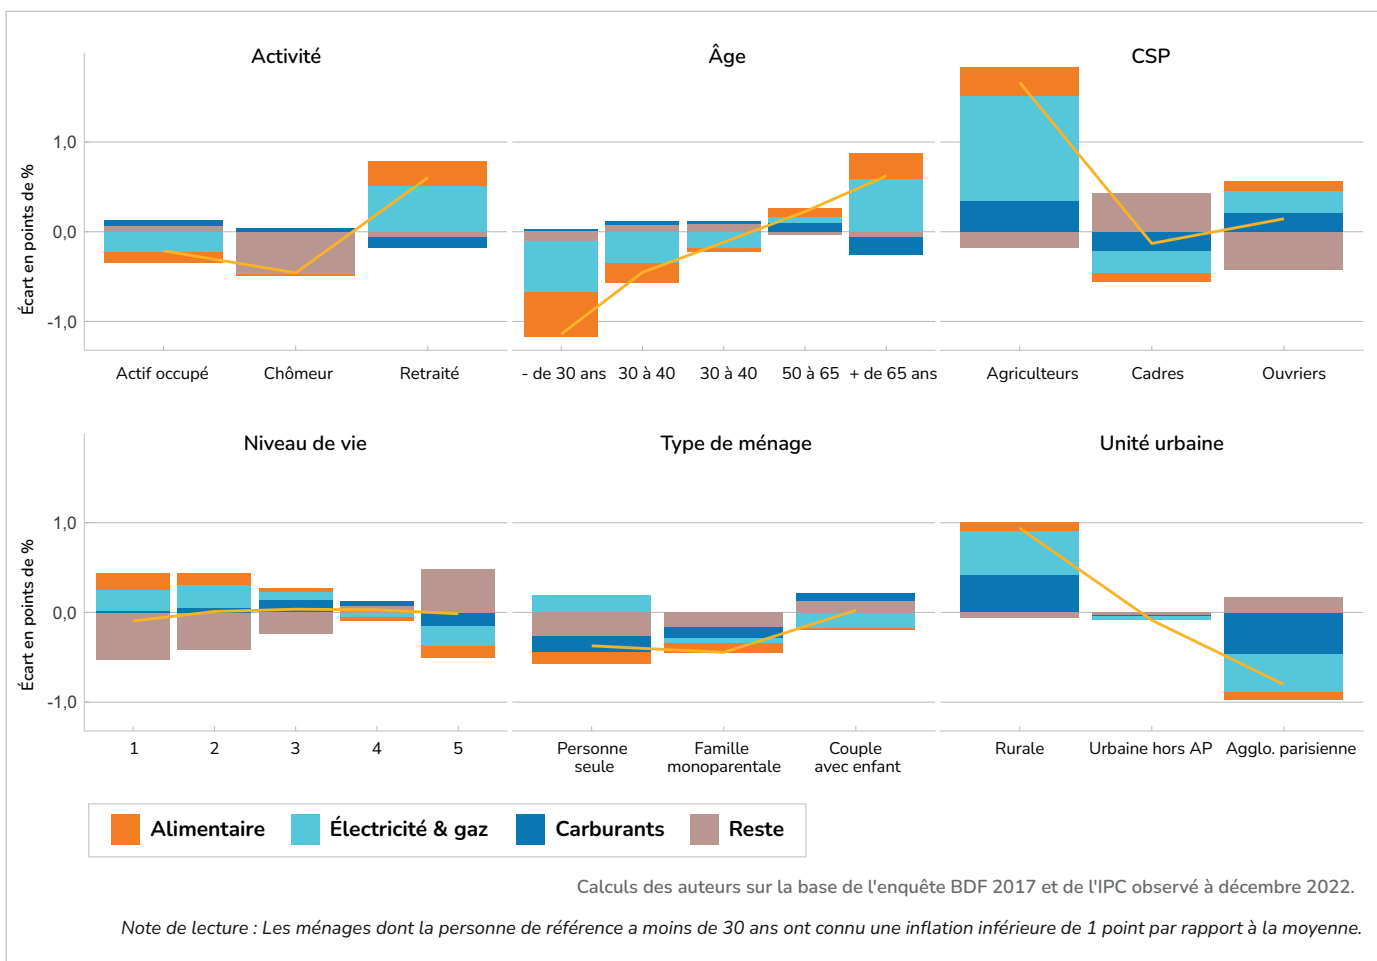 Activité
Âge
CSP
Écart en points de %
1,0
0,0
-1,0
Actif occupé
Chômeur
Retraité
- de 30 ans
30 à 40
30 à 40
50 à 65
+ de 65 ans
Agriculteurs
Cadres
Ouvriers
Niveau de vie
Type de ménage
Unité urbaine
Écart en points de %
1,0
0,0
-1,0
1
2
3
4
5
Personne
seule
Famille
monoparentale
Couple
avec enfant
Rurale
Urbaine hors AP
Agglo. parisienne
Alimentaire
Électricité & gaz
Carburants
Reste
Calculs des auteurs sur la base de l'enquête BDF 2017 et de l'IPC observé à décembre 2022.
Note de lecture : Les ménages dont la personne de référence a moins de 30 ans ont connu une inflation inférieure de 1 point par rapport à la moyenne.